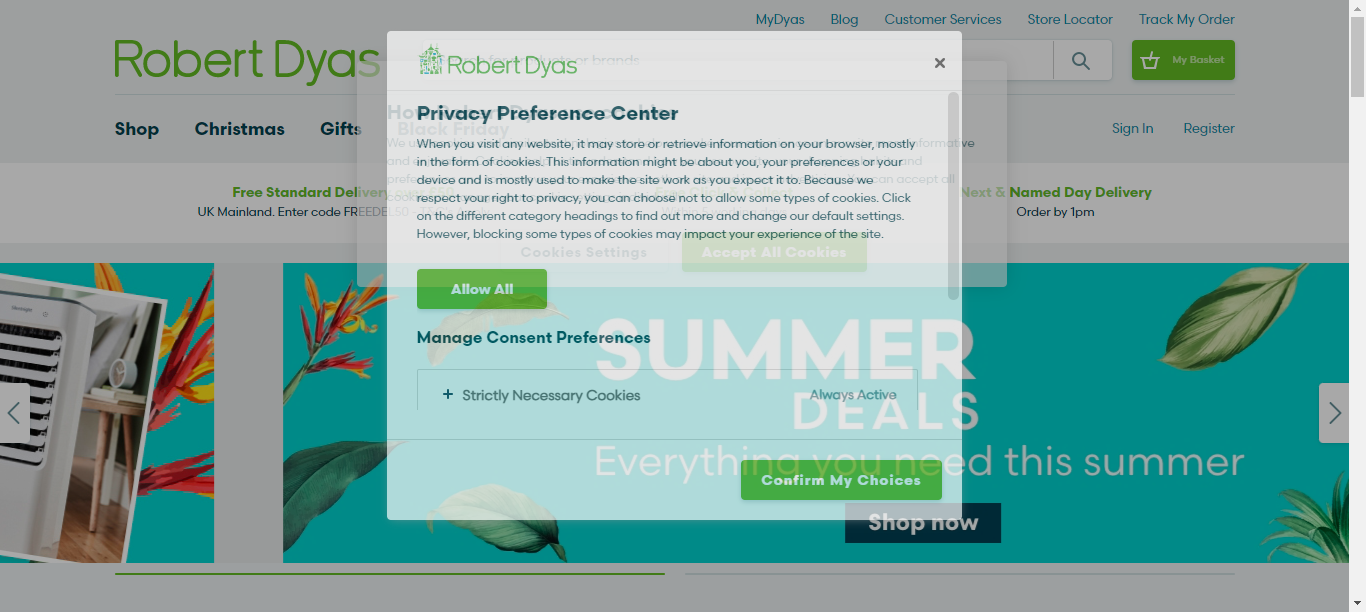 MyDyas Blog Customer Services Store Locator Track My Order
Robert Dyas
My Basket
Shop Christmas Gifts Black Friday
Sign In Register
Free Standard Delivery
UK Mainland. Enter code
Next & Named Day Delivery
Order by 1pm
Robert Dyas
Privacy Preference Center
When you visit any website, it may store or retrieve information on your browser, mostly
in the form of cookies. This information might be about you, your preferences or your
device and is mostly used to make the site work as you expect it to. Because we
respect your right to privacy, you can choose not to allow some types of cookies. Click
on the different category headings to find out more and change our default settings.
However, blocking some types of cookies may impact your experience of the site.
Cookies Settings Accept All Cookies
Allow All
Manage Consent Preferences
+ Strictly Necessary Cookies Always Active
Confirm My Choices
SUMMER
DEALS
Everything you need this summer
Shop now